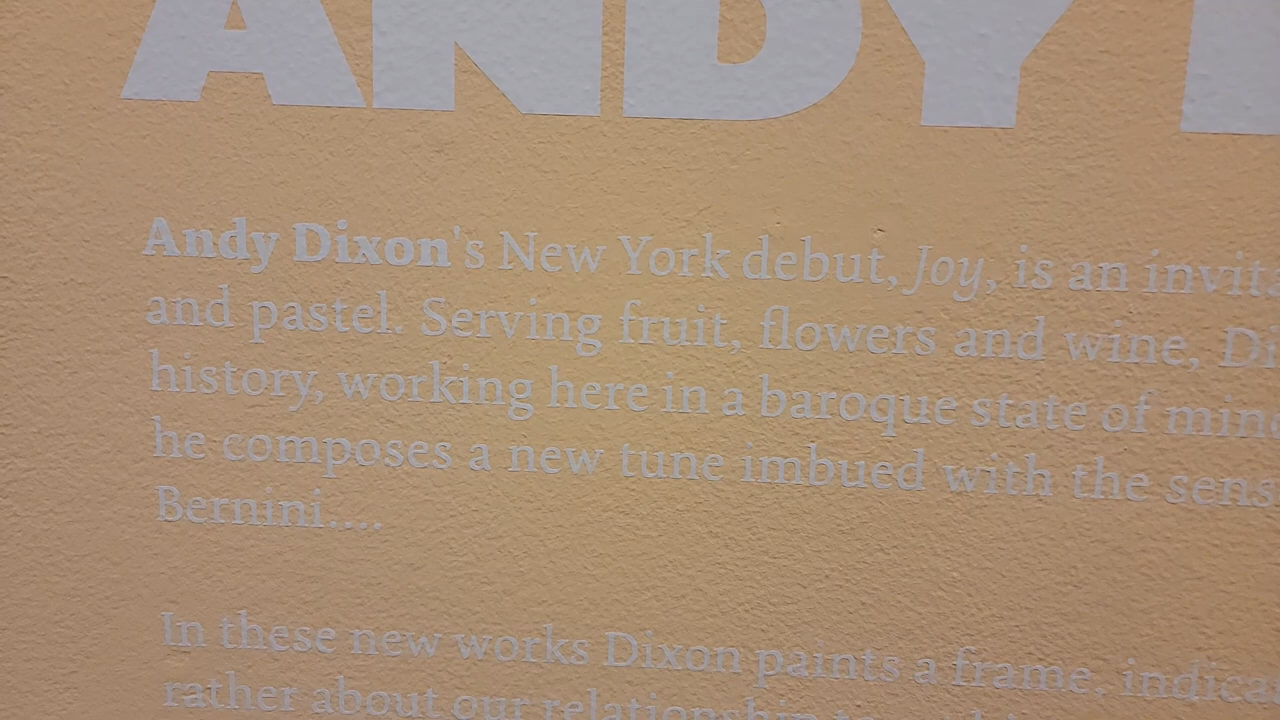 ANDY
Andy Dixon's New York debut, Joy, is an
and pastel. Serving fruit, flowers and wine,
history, working here in a baroque state of
he composes a new tune imbued with the
Bernini....
In these new works Dixon paints a frame,
rather about our relationship to